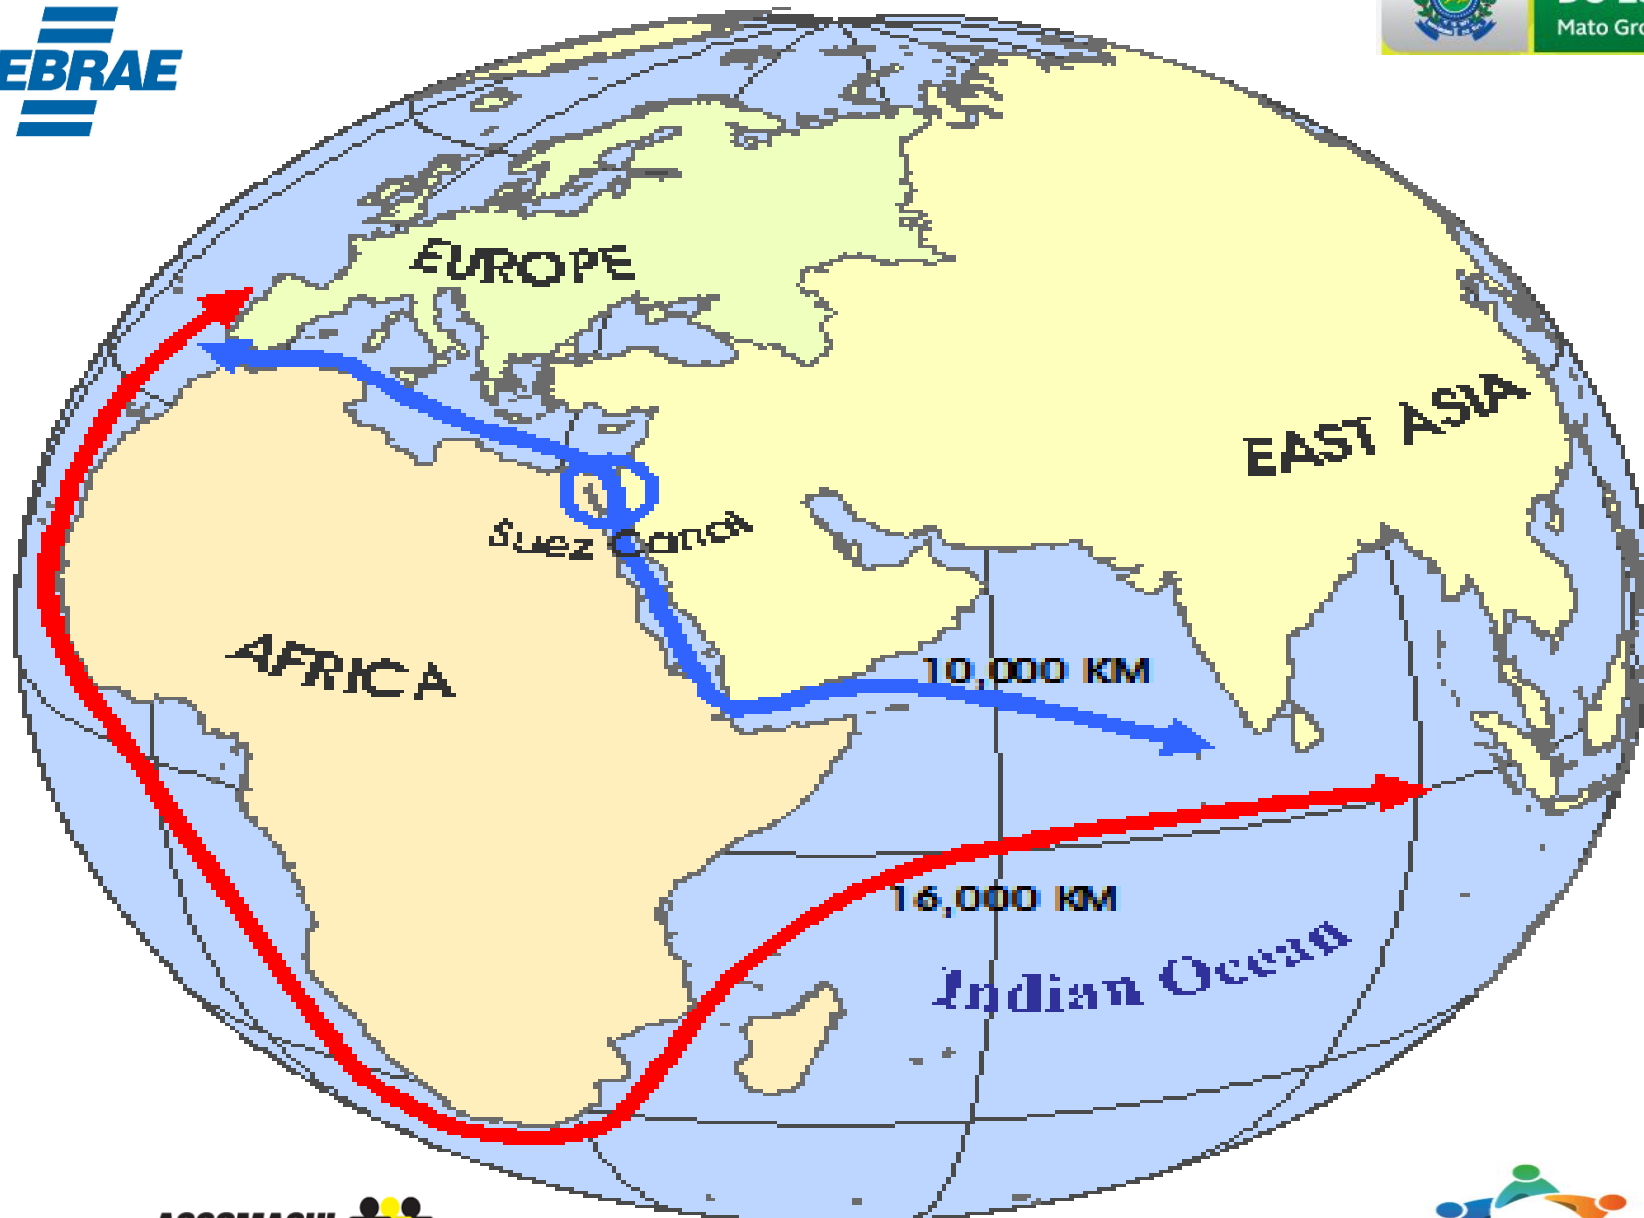 EBRAE
Mato Gro
EUROPE
EAST ASIA
Suez Canal
AFRICA
10,000 KM
16,000 KM
Indian Ocean